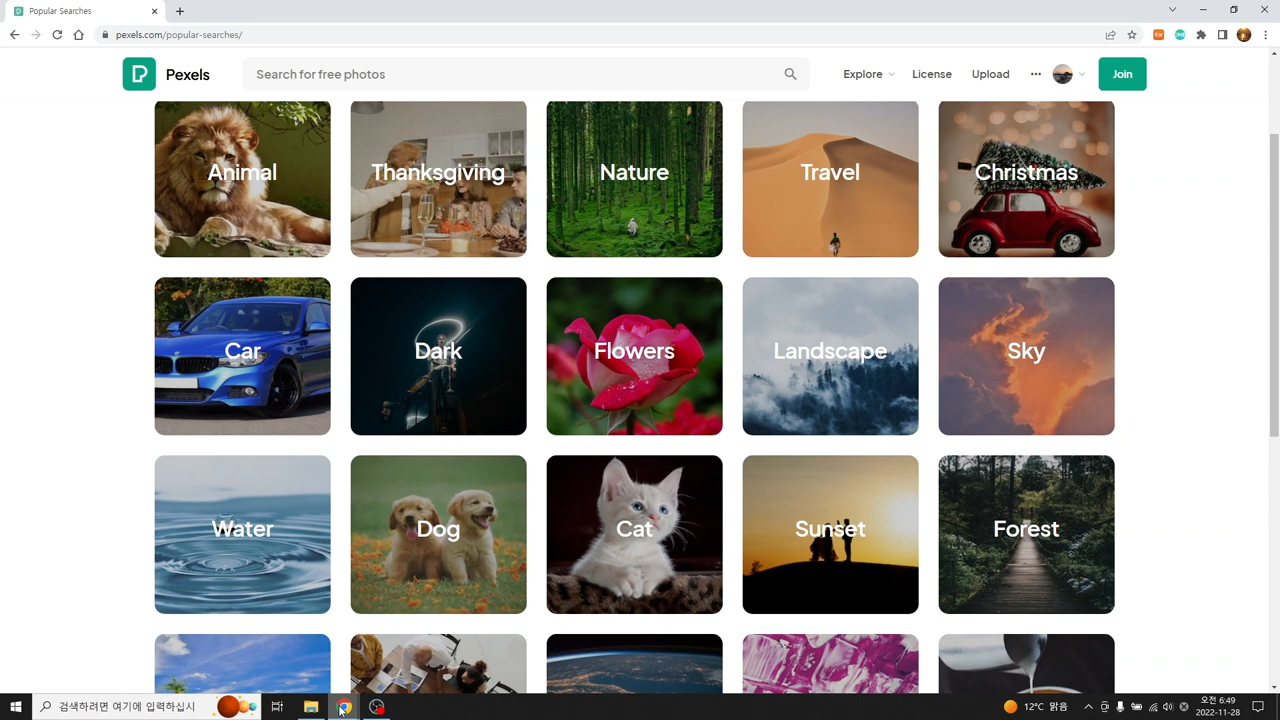 Popular Searches
pexels.com/popular-searches/
Pexels
Search for free photos
Explore
License
Upload
Join
Animal
Thanksgiving
Nature
Travel
Christmas
Car
Dark
Flowers
Landscape
Sky
Water
Dog
Cat
Sunset
Forest
검색하려면 여기에 입력하십시
12°C 맑음
오전 6:49
2022-11-28